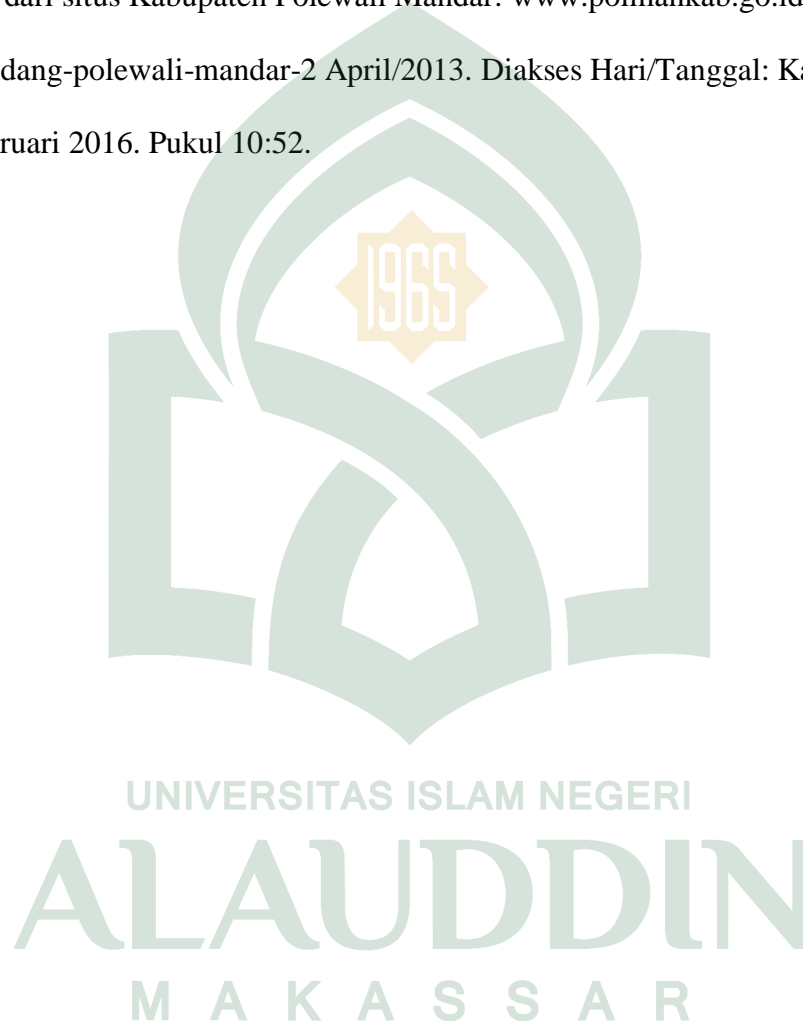 dari situs Kabupaten Polewali Mandar: www.polmankab.go.id
dang-polewali-mandar-2 April/2013. Diakses Hari/Tanggal: Ka
ruari 2016. Pukul 10:52.
1965
UNIVERSITAS ISLAM NEGERI
ALAUDDIN
MAKASSAR